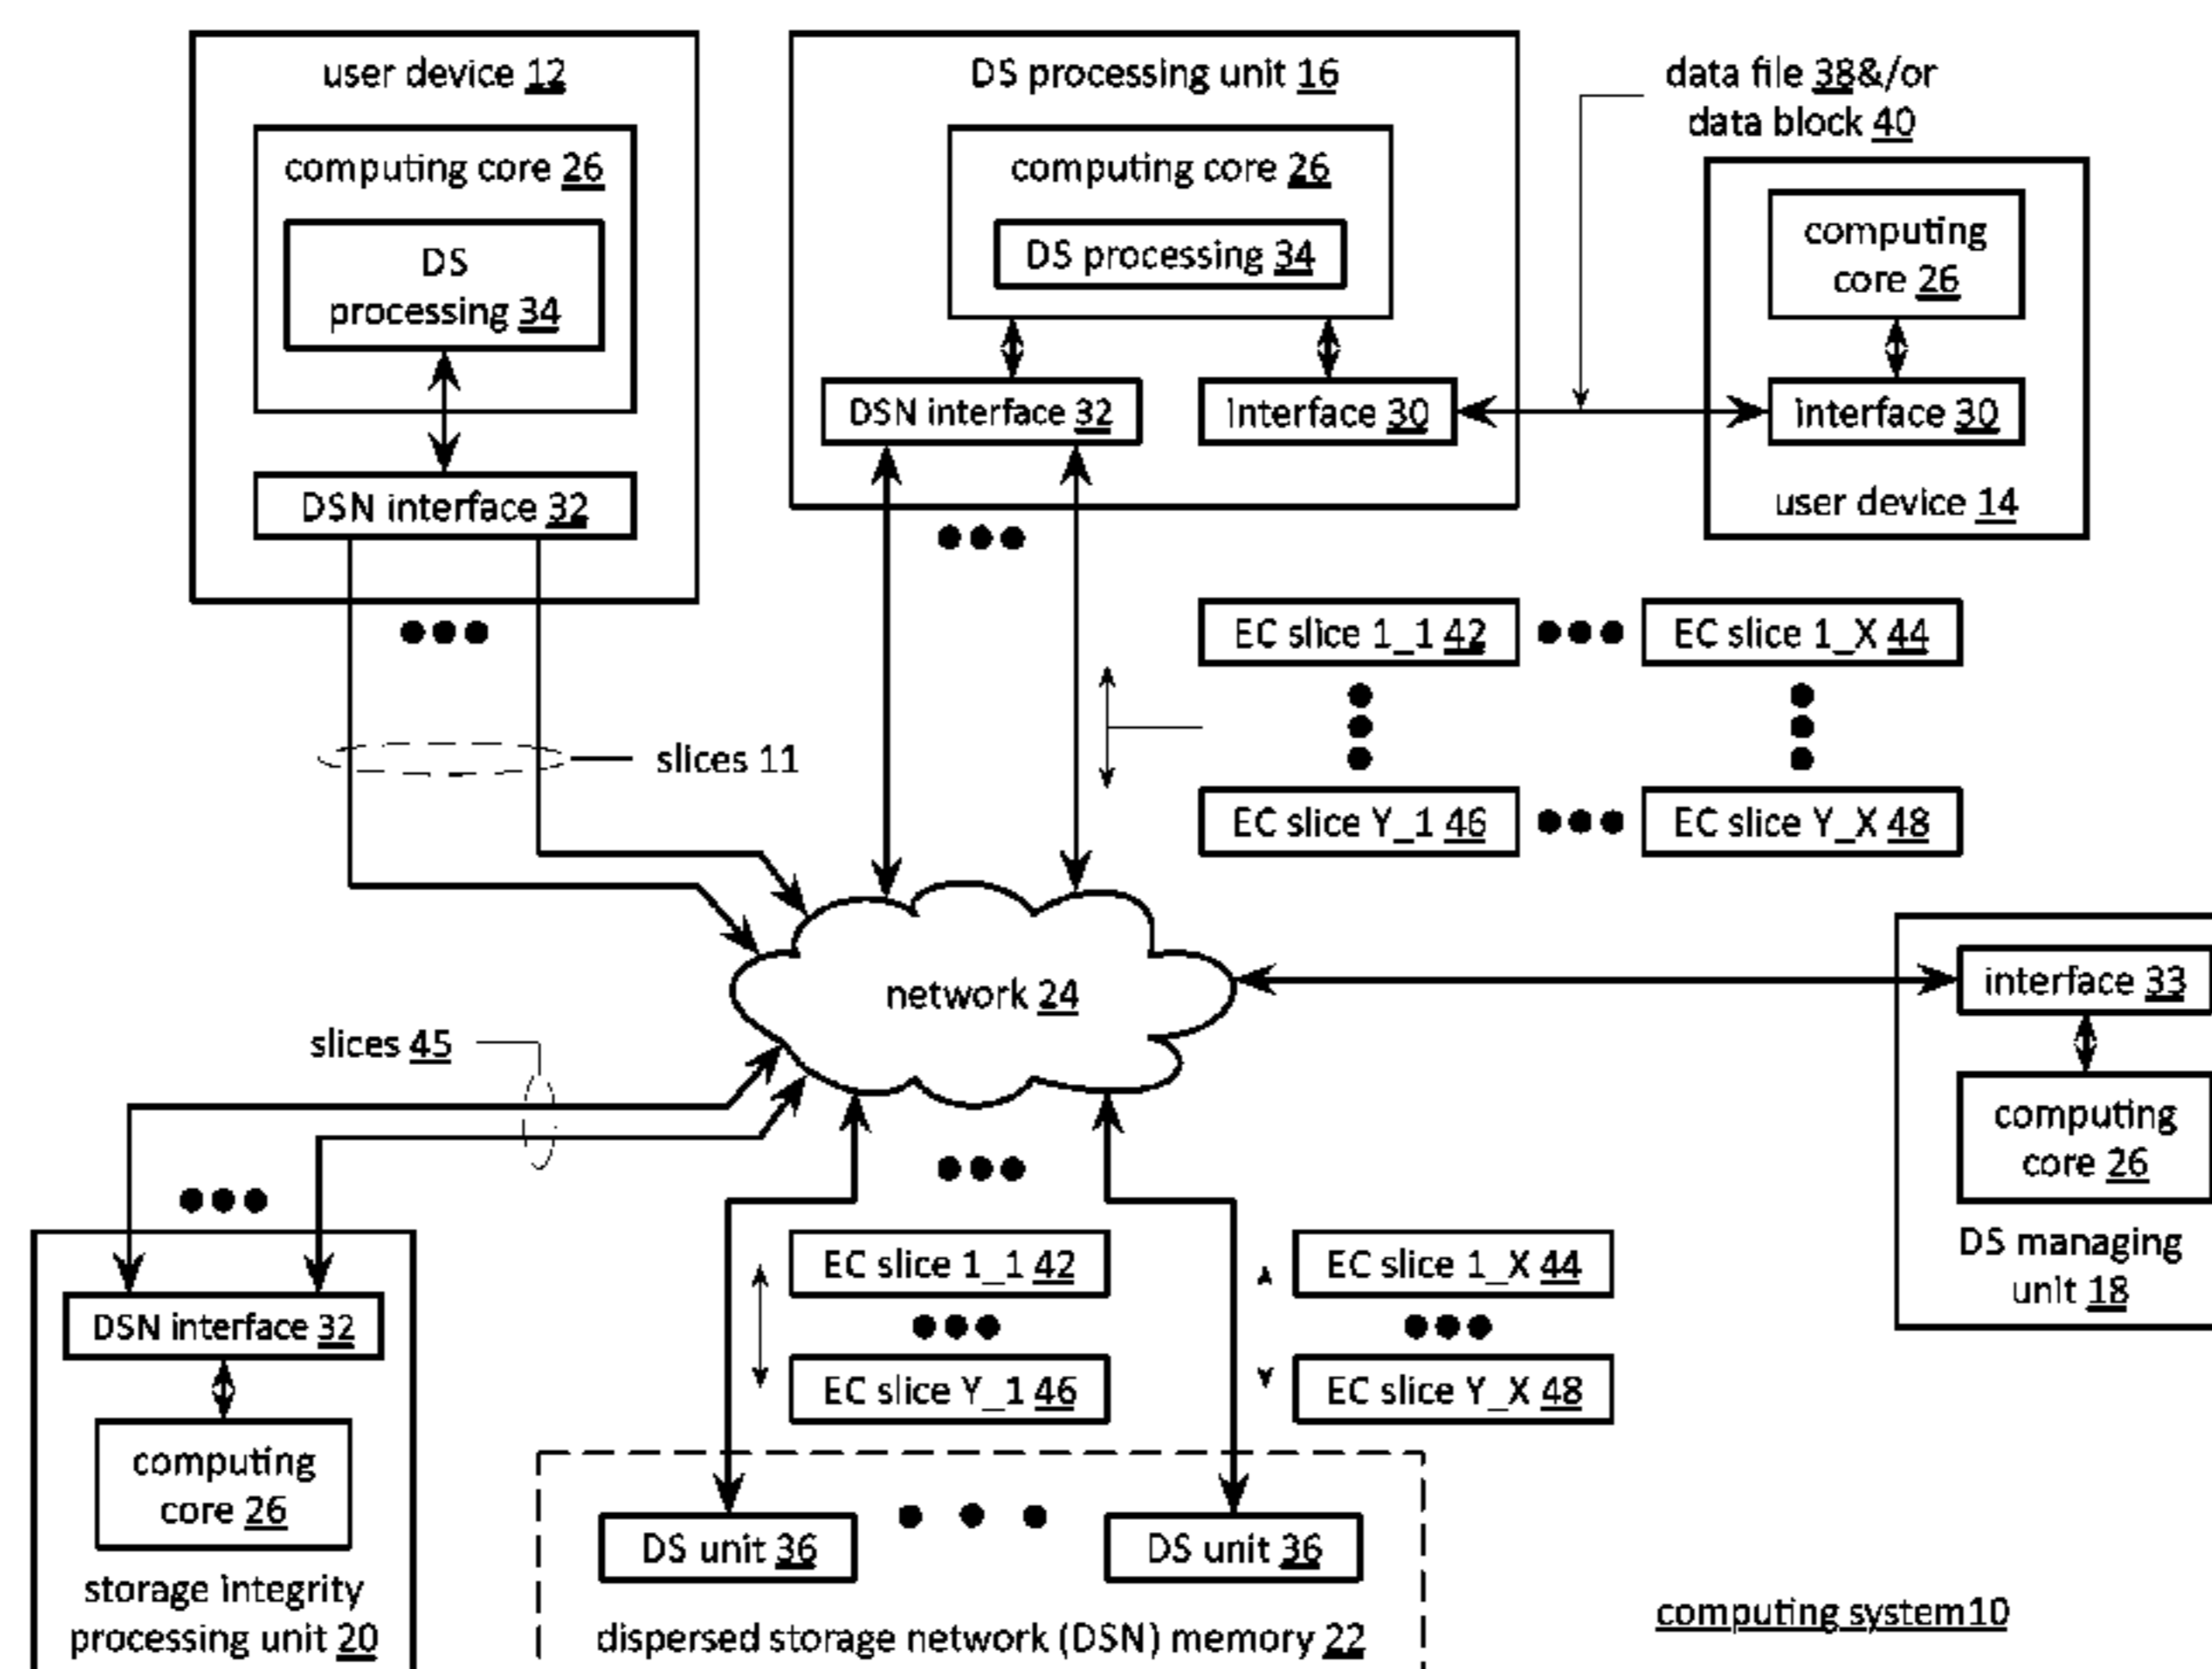 user device 12
computing core 26
DS
processing 34
DSN interface 32
DS processing unit 16
computing core 26
DS processing 34
DSN interface 32
interface 30
data file 38&/or
data block 40
computing
core 26
interface 30
user device 14
EC slice 1_1 42
EC slice 1_X 44
EC slice Y_1 46
EC slice Y_X 48
slices 11
network 24
interface 33
computing
core 26
DS managing
unit 18
slices 45
DSN interface 32
computing
core 26
storage integrity
processing unit 20
EC slice 1_1 42
EC slice Y_1 46
EC slice 1_X 44
EC slice Y_X 48
DS unit 36
DS unit 36
dispersed storage network (DSN) memory 22
computing system10